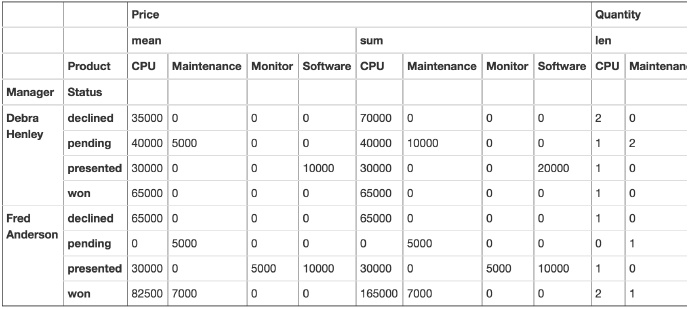 Price Quantity
mean sum len
Product CPU Maintenance Monitor Software CPU Maintenance Monitor Software CPU Maintenan
Manager Status
Debra Henley declined 35000 0 0 0 70000 0 0 0 2 0
pending 40000 5000 0 0 40000 10000 0 0 1 2
presented 30000 0 0 10000 30000 0 0 20000 1 0
won 65000 0 0 0 65000 0 0 0 1 0
Fred Anderson declined 65000 0 0 0 65000 0 0 0 1 0
pending 0 5000 0 0 0 5000 0 0 0 1
presented 30000 0 5000 10000 30000 0 5000 10000 1 0
won 82500 7000 0 0 165000 7000 0 0 2 1